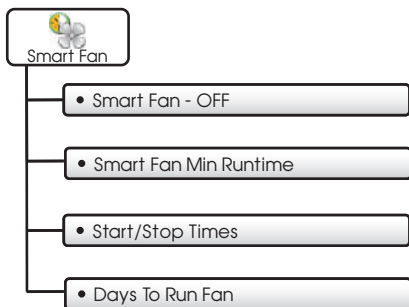 Smart Fan
• Smart Fan - OFF
• Smart Fan Min Runtime
• Start/Stop Times
• Days To Run Fan